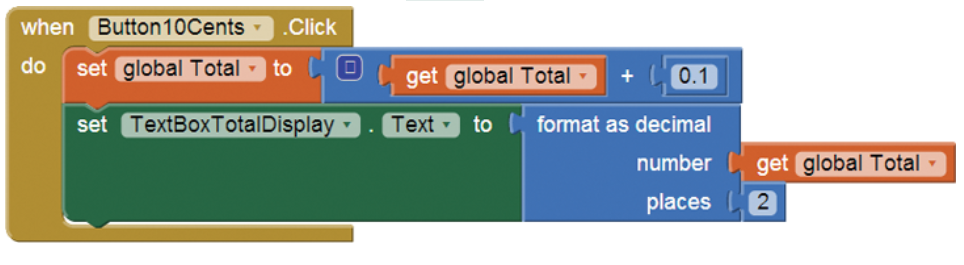 when Button10Cents .Click
do set global Total to get global Total + 0.1
set TextBoxTotalDisplay . Text to format as decimal
number get global Total
places 2